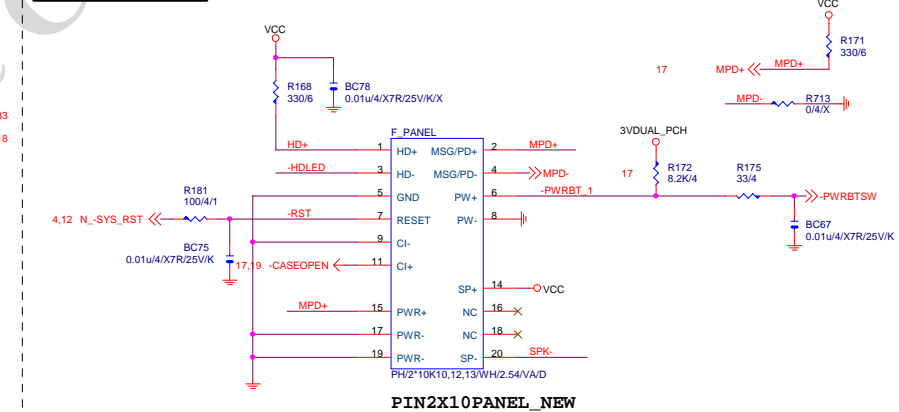 VCC
VCC
R168
330/6
BC78
0.01u/4/X7R/25V/K/X
R171
330/6
17
MPD+
MPD+
MPD-
R713
0/4/X
3VDUAL_PCH
F_PANEL
HD+
1
HD+
MSG/PD+
2
MPD+
-HDLED
3
HD-
MSG/PD-
4
MPD-
17
R172
8.2K/4
R175
33/4
5
GND
PW+
6
-PWRBT_1
-PWRBTSW
R181
100/4/1
4,12 N_-SYS_RST
-RST
7
RESET
PW-
8
BC67
0.01u/4/X7R/25V/K
BC75
0.01u/4/X7R/25V/K
9
CI-
17,19 -CASEOPEN
11
CI+
SP+
14
VCC
MPD+
15
PWR+
NC
16
17
PWR-
NC
18
19
PWR-
SP-
20
SPK-
PH/2*10K10,12,13/WH/2.54/VA/D
PIN2X10PANEL_NEW